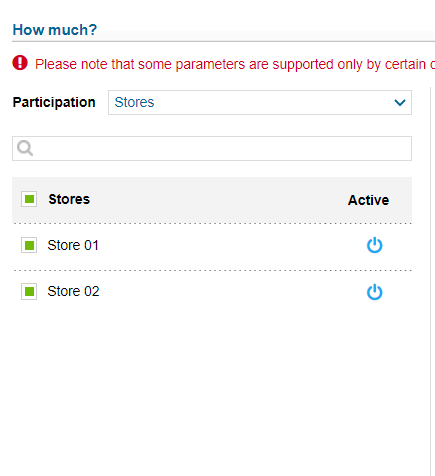 How much?
Please note that some parameters are supported only by certain
Participation Stores
Stores Active
Store 01
Store 02